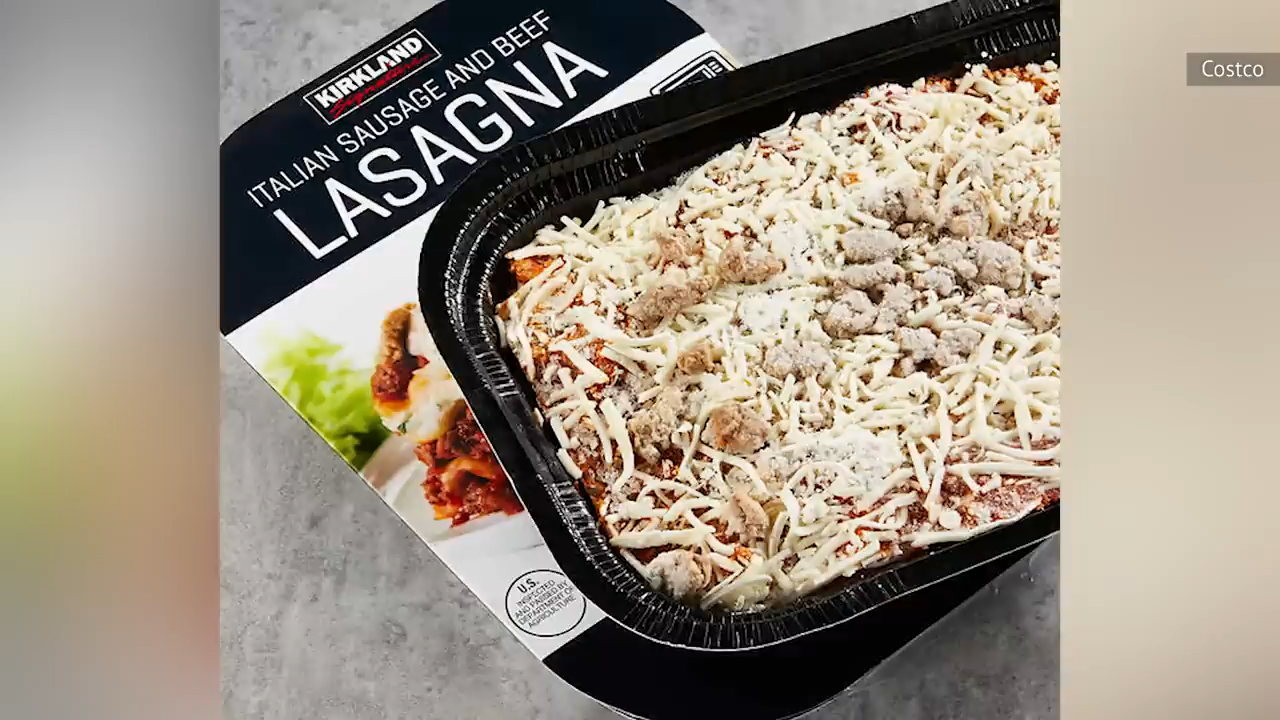 Costco
KIRKLAND
Signature
ITALIAN SAUSAGE AND BEEF
LASAGNA
U.S.
INSPECTED
AND PASSED BY
DEPARTMENT OF
AGRICULTURE